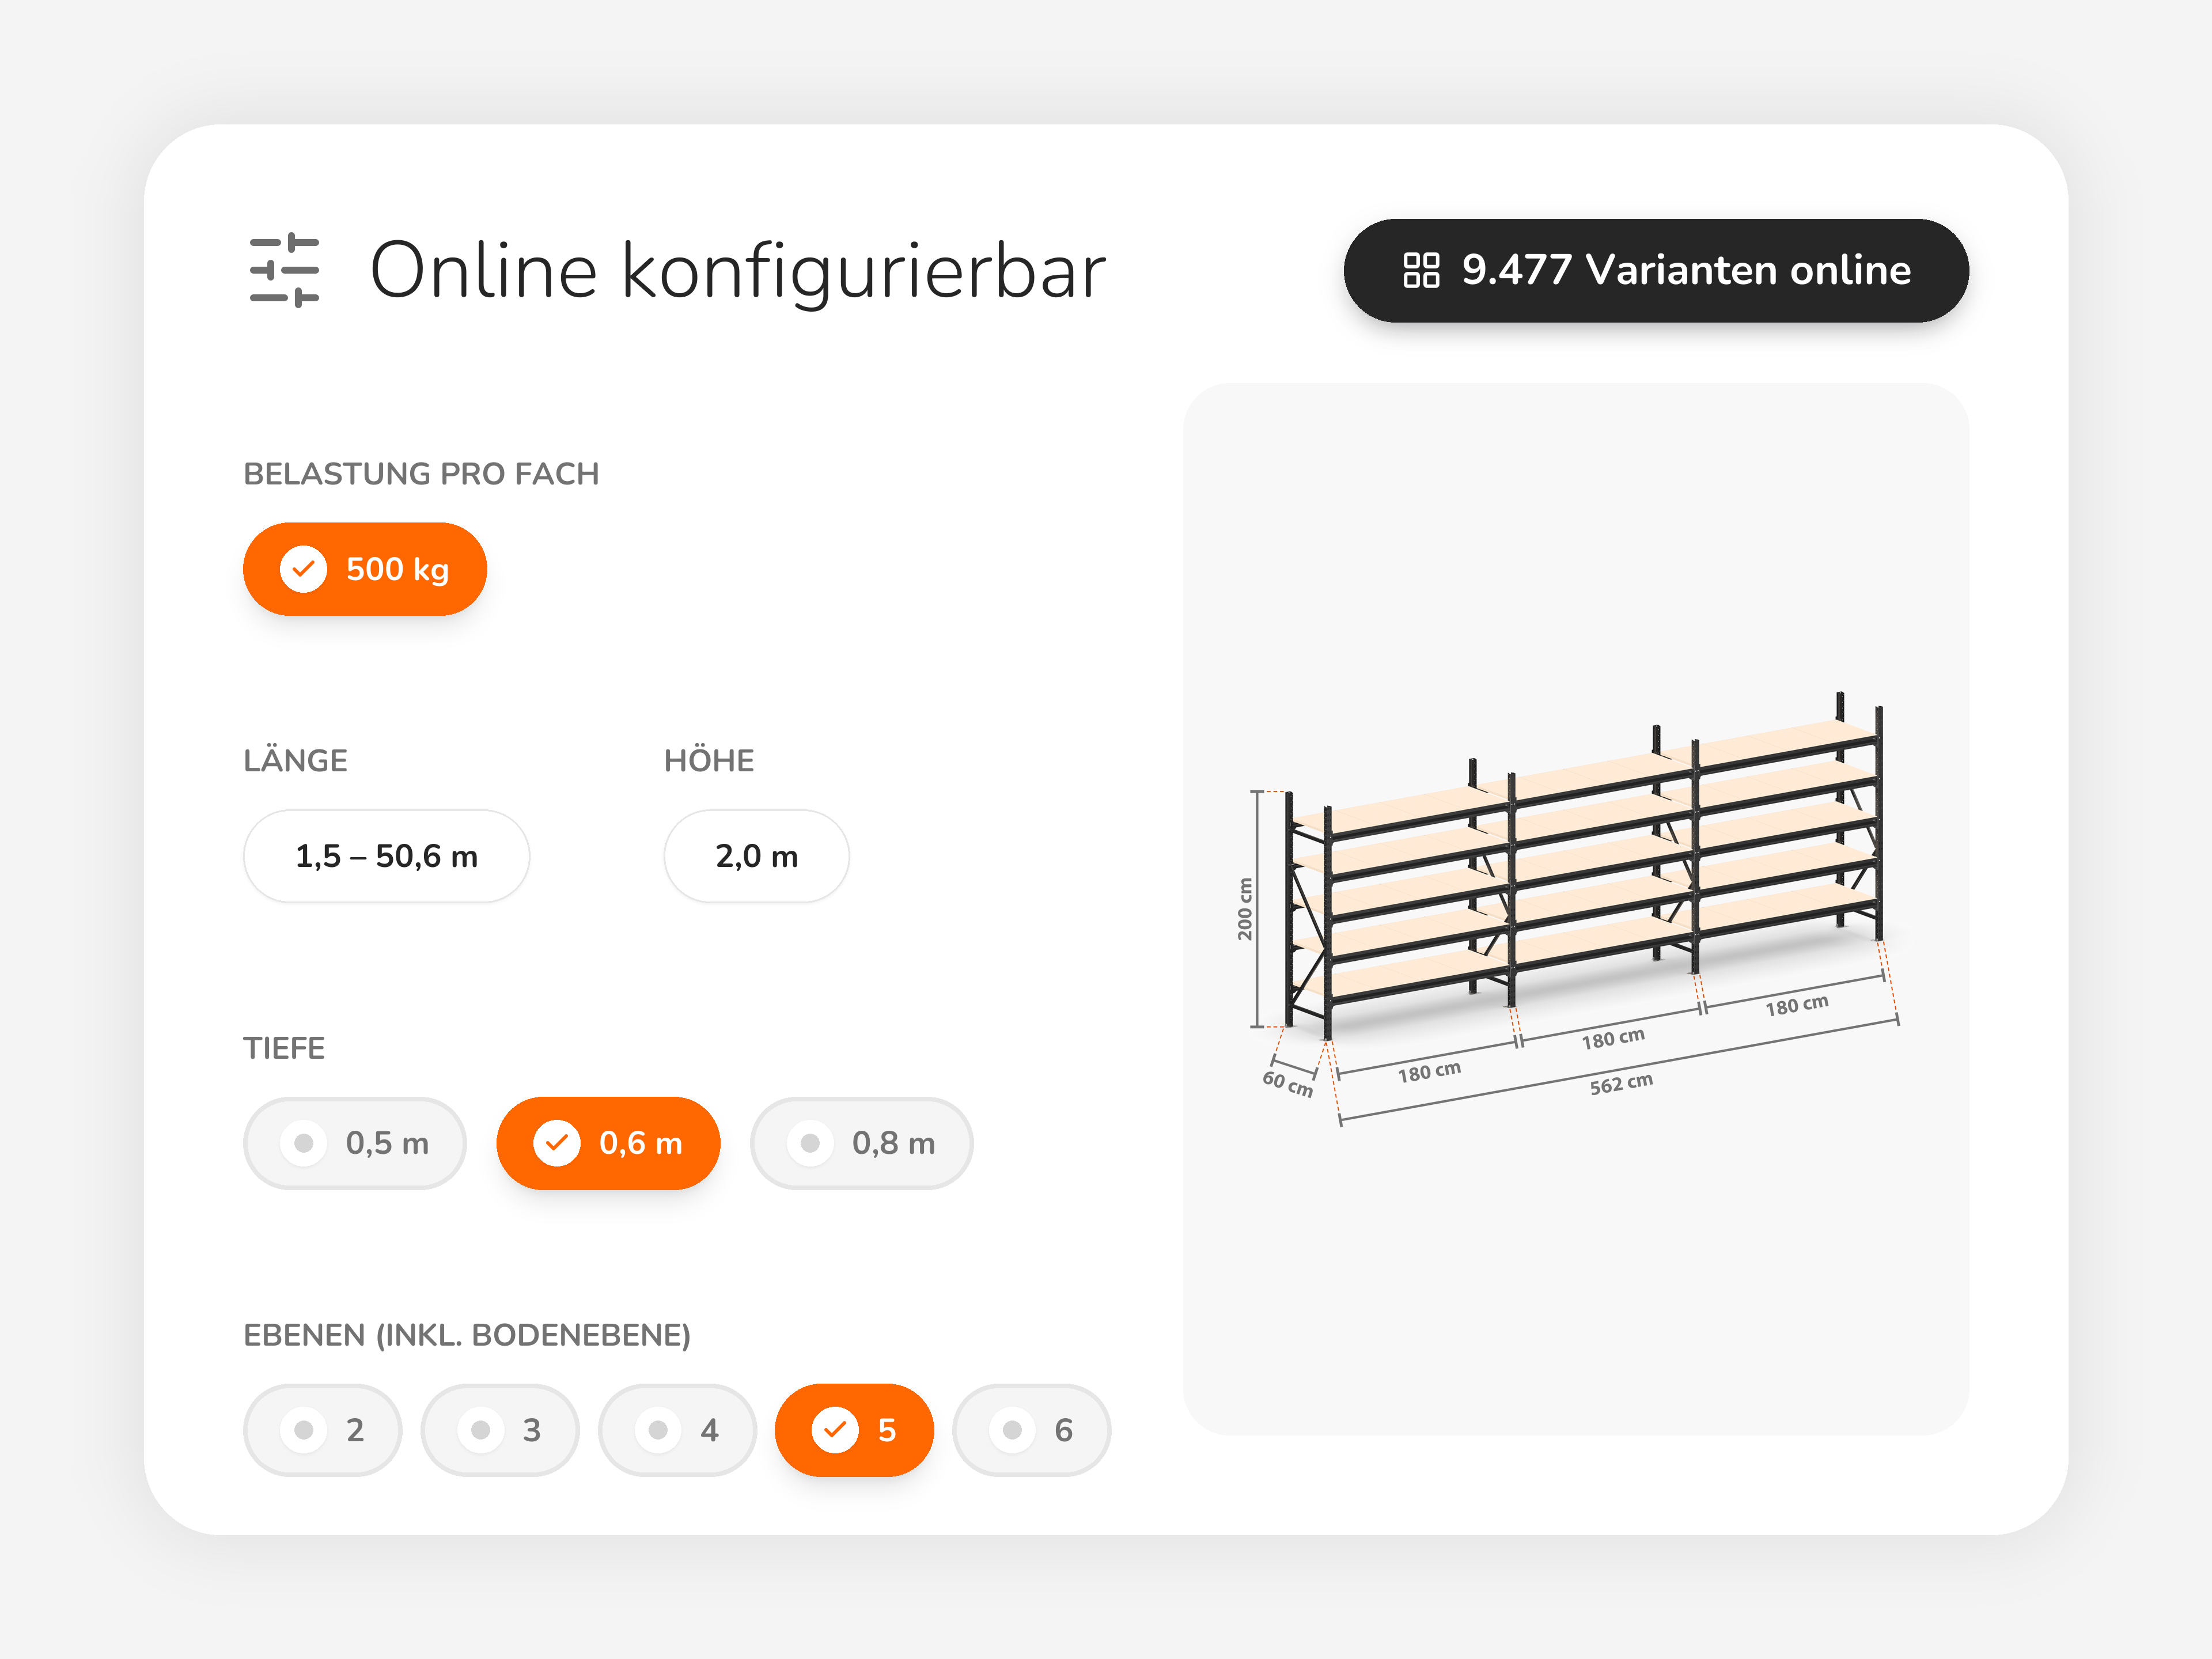 Online konfigurierbar
9.477 Varianten online
BELASTUNG PRO FACH
500 kg
LÄNGE
HÖHE
1,5 – 50,6 m
2,0 m
TIEFE
0,5 m
0,6 m
0,8 m
EBENEN (INKL. BODENEBENE)
2
3
4
5
6
200 cm
60 cm
180 cm
180 cm
180 cm
562 cm